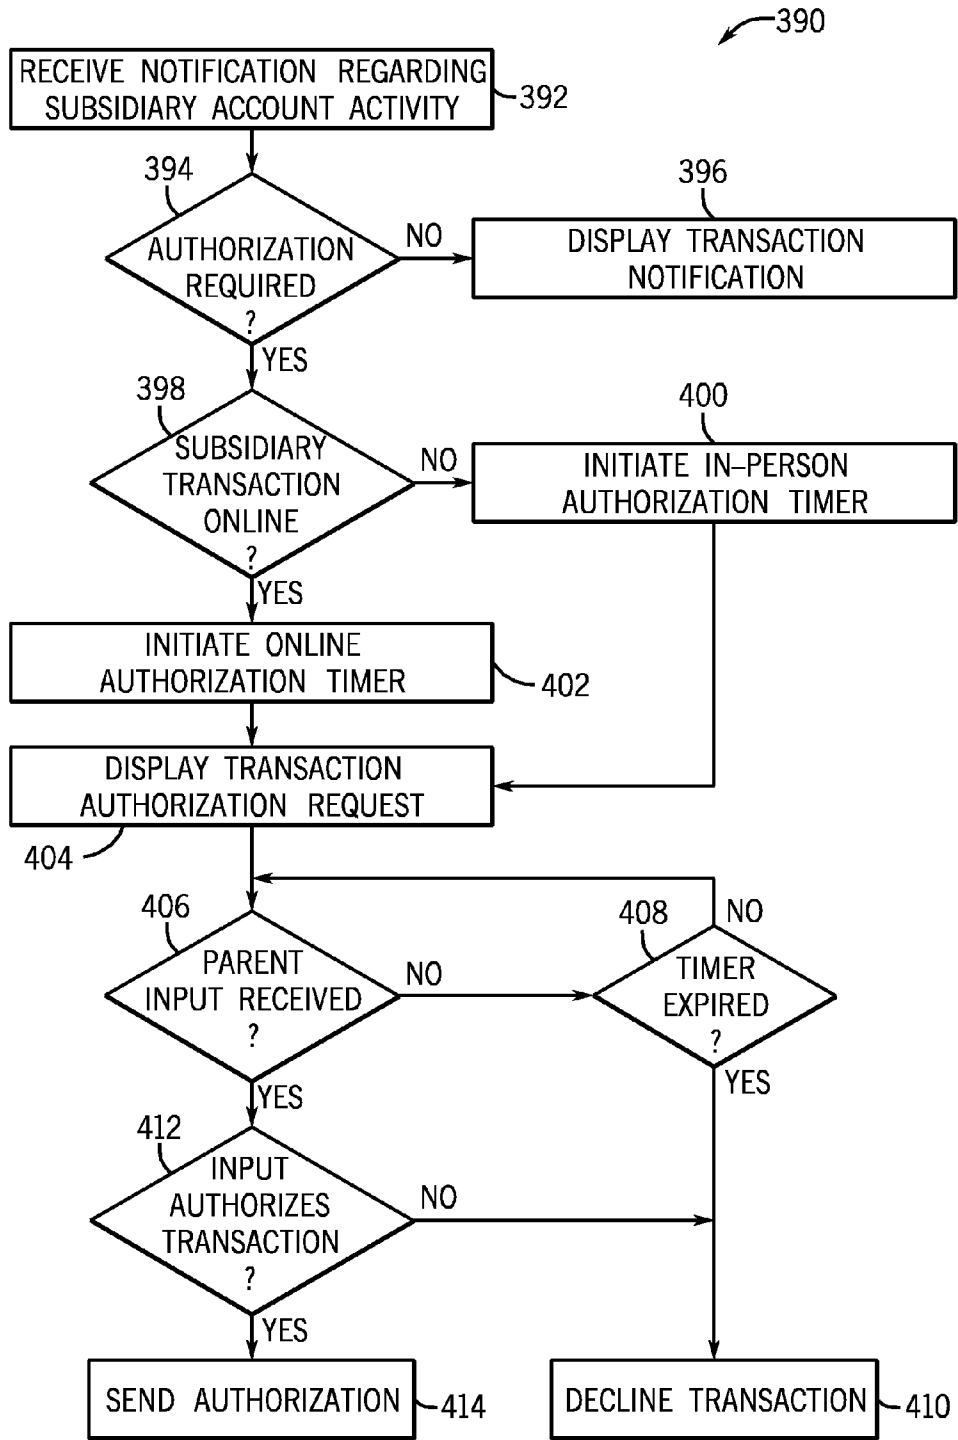 390
RECEIVE NOTIFICATION REGARDING
SUBSIDIARY ACCOUNT ACTIVITY
392
394
AUTHORIZATION
REQUIRED
?
NO
YES
396
DISPLAY TRANSACTION
NOTIFICATION
398
SUBSIDIARY
TRANSACTION
ONLINE
?
NO
YES
400
INITIATE IN-PERSON
AUTHORIZATION TIMER
INITIATE ONLINE
AUTHORIZATION TIMER
402
DISPLAY TRANSACTION
AUTHORIZATION REQUEST
404
406
PARENT
INPUT RECEIVED
?
NO
YES
408
NO
TIMER
EXPIRED
?
YES
412
INPUT
AUTHORIZES
TRANSACTION
?
NO
YES
SEND AUTHORIZATION
414
DECLINE TRANSACTION
410